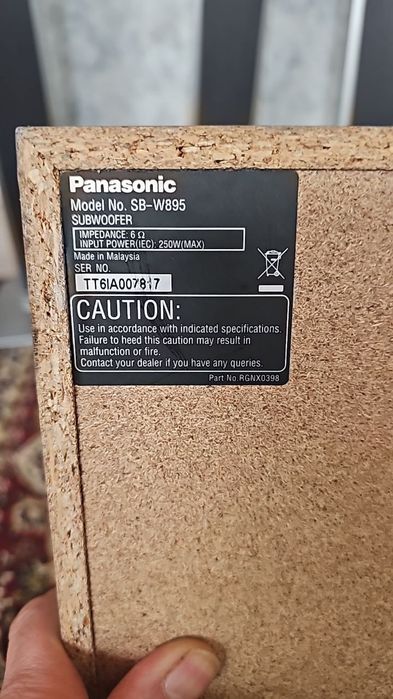 Panasonic
Model No. SB-W895
SUBWOOFER
IMPEDANCE: 6 Ω
INPUT POWER(IEC): 250W(MAX)
Made in Malaysia
SER NO.
TT6IA007817
CAUTION:
Use in accordance with indicated specifications.
Failure to heed this caution may result in
malfunction or fire.
Contact your dealer if you have any queries.
Part No.RGNX0398